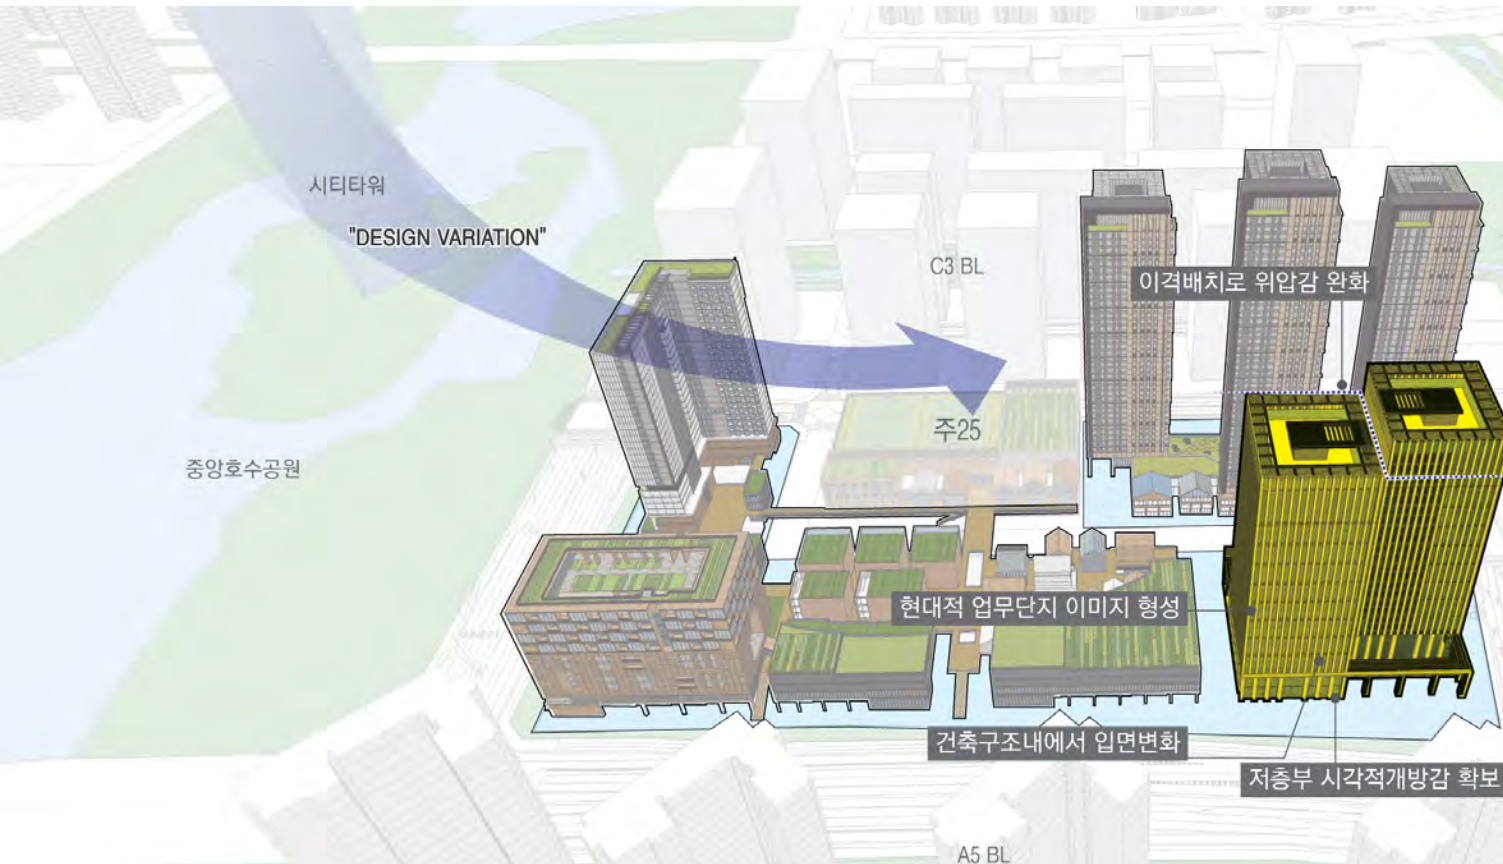 시티타워
"DESIGN VARIATION"
C3 BL
이격배치로 위압감 완화
주25
중앙호수공원
현대적 업무단지 이미지 형성
건축구조내에서 입면변화
저층부 시각적개방감 확보
A5 BL